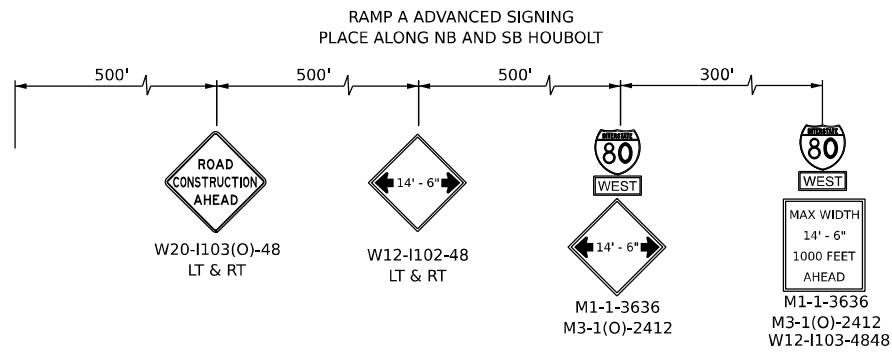 RAMP A ADVANCED SIGNING
PLACE ALONG NB AND SB HOUBOLT
500'
500'
500'
300'
ROAD
CONSTRUCTION
AHEAD
W20-I103(O)-48
LT & RT
14' - 6"
W12-I102-48
LT & RT
INTERSTATE
80
WEST
14' - 6"
M1-1-3636
M3-1(O)-2412
INTERSTATE
80
WEST
MAX WIDTH
14' - 6"
1000 FEET
AHEAD
M1-1-3636
M3-1(O)-2412
W12-I103-4848